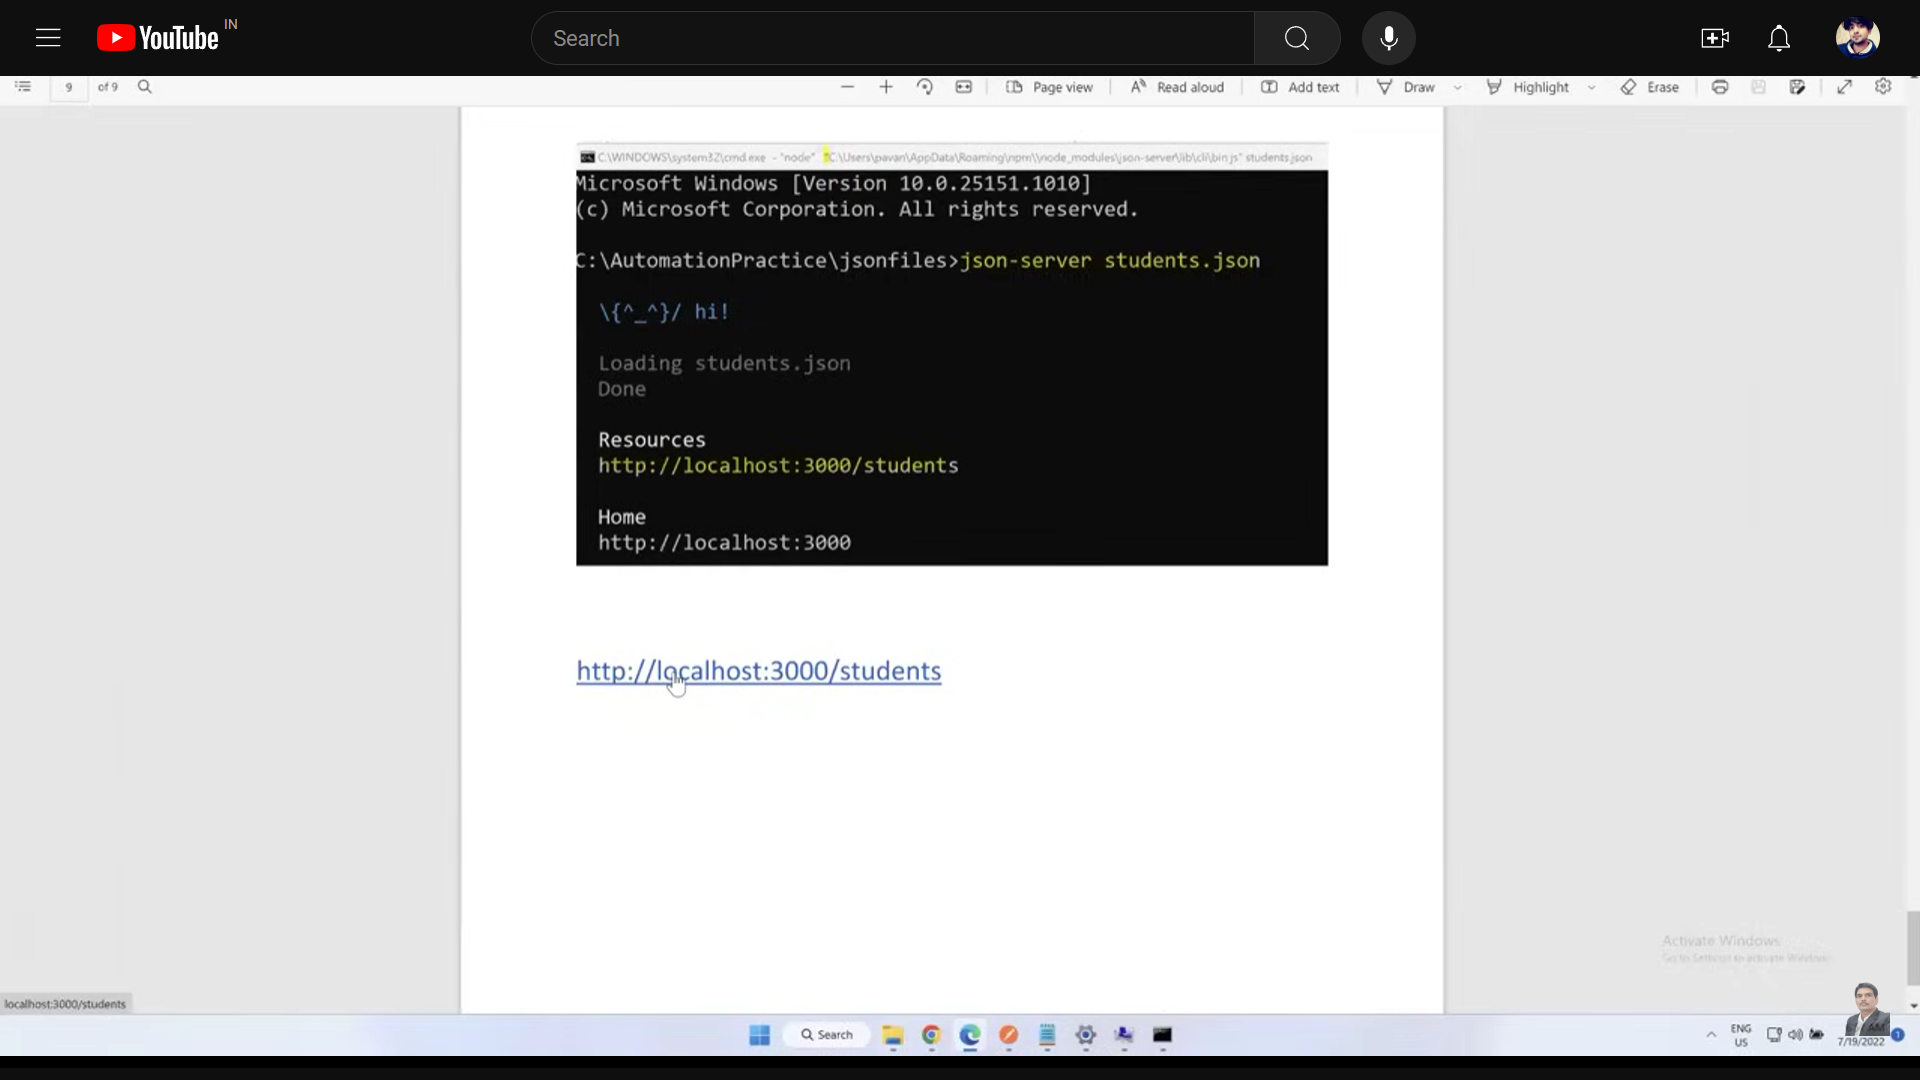 YouTube IN
Search
9 of 9
Page view
Read aloud
Add text
Draw
Highlight
Erase
C:\WINDOWS\system32\cmd.exe - "node" "C:\Users\pavan\AppData\Roaming\npm\\node_modules\json-server\lib\cli\bin.js" students.json
Microsoft Windows [Version 10.0.25151.1010]
(c) Microsoft Corporation. All rights reserved.
C:\AutomationPractice\jsonfiles>json-server students.json
\{^_^}/ hi!
Loading students.json
Done
Resources
http://localhost:3000/students
Home
http://localhost:3000
http://localhost:3000/students
Activate Windows
Go to Settings to activate Windows.
localhost:3000/students
Search
ENG
US
AM
7/19/2022
1